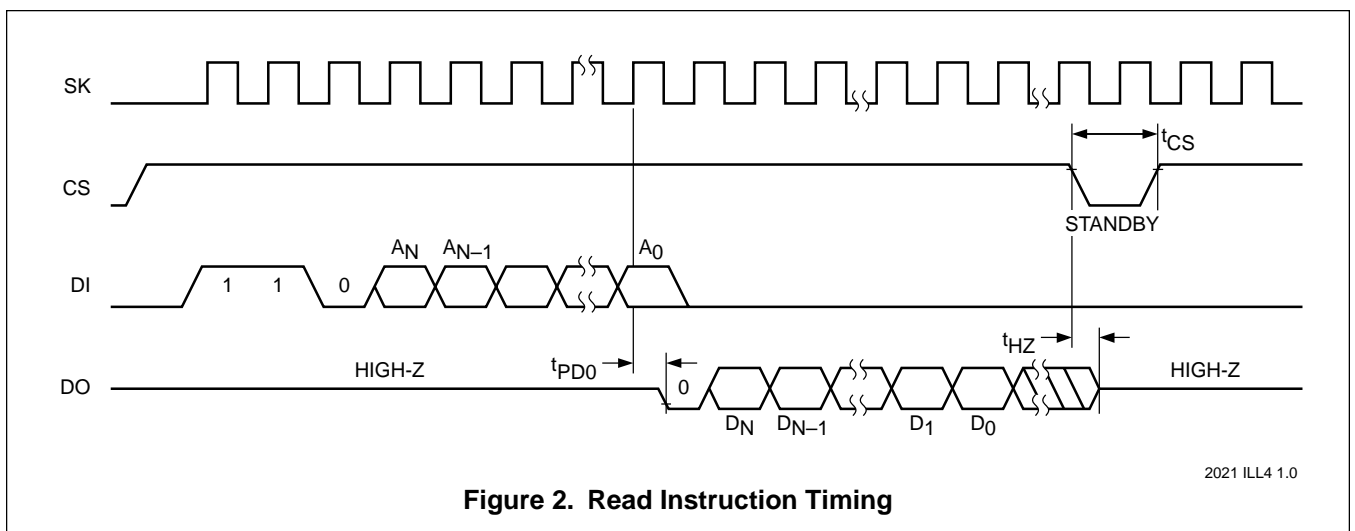 SK
CS
tCS
STANDBY
DI
1 1 0 AN AN–1 A0
DO
HIGH-Z
tPD0
0
DN DN–1 D1 D0
tHZ
HIGH-Z
2021 ILL4 1.0
Figure 2. Read Instruction Timing